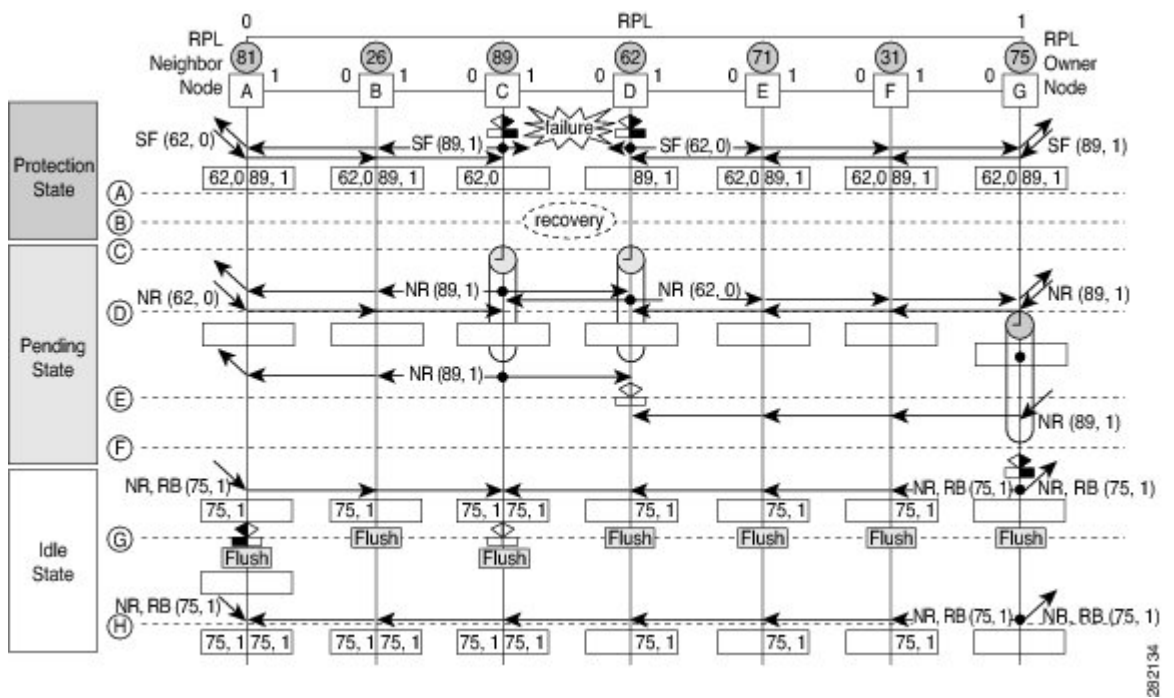 0 RPL 1
RPL Neighbor Node
81 26 89 62 71 31 75
RPL Owner Node
A 1 0 B 1 0 C 1 0 D 1 0 E 1 0 F 1 0 G
Protection State
failure
SF (62, 0) SF (89, 1) SF (62, 0) SF (89, 1)
62,0 89, 1 62,0 89, 1 62,0 89, 1 62,0 89, 1 62,0 89, 1 62,0 89, 1
A
B recovery
Pending State
C
NR (89, 1) NR (62, 0)
NR (62, 0) NR (89, 1)
D
NR (89, 1)
E
NR (89, 1)
F
Idle State
NR, RB (75, 1) NR, RB (75, 1) NR, RB (75, 1)
75, 1 75, 1 75, 1 75, 1 75, 1 75, 1 75, 1
G Flush Flush Flush Flush Flush
Flush Flush
NR, RB (75, 1) NR, RB (75, 1) NR, RB (75, 1)
H
75, 1 75, 1 75, 1 75, 1 75, 1 75, 1 75, 1 75, 1 75, 1
282134